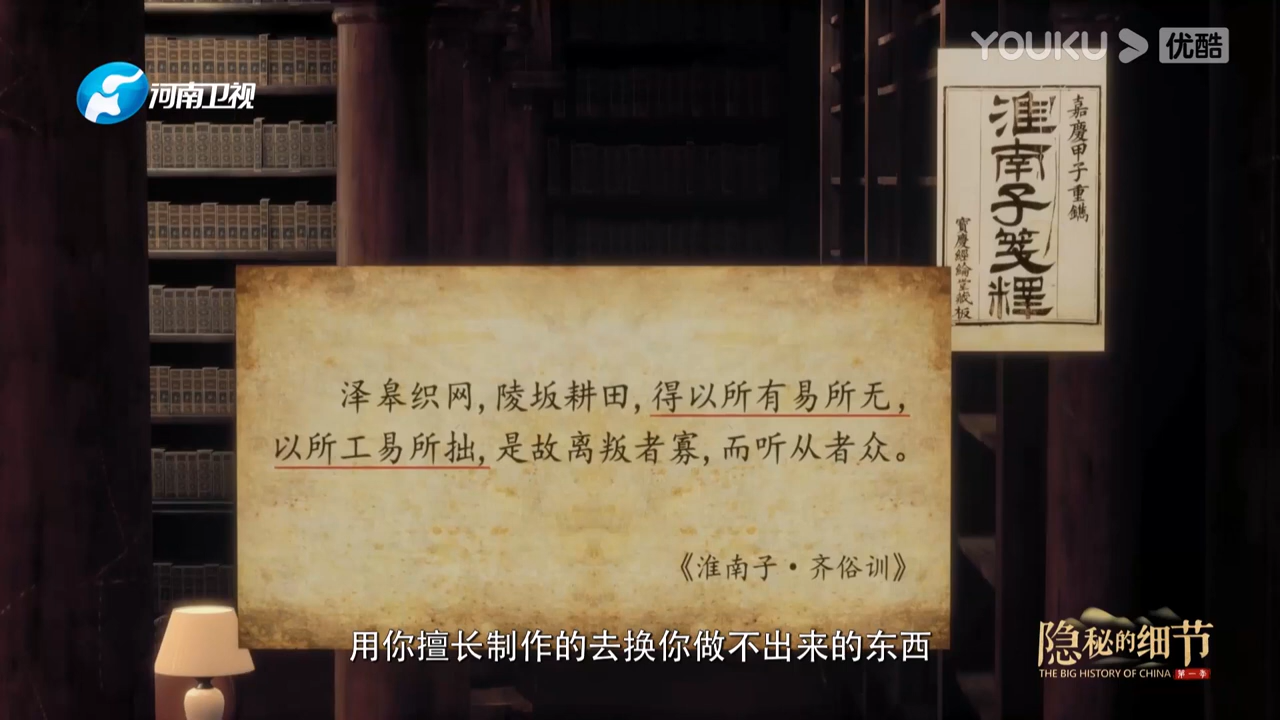 河南卫视
YOUKU 优酷
嘉慶甲子重鐫
淮南子箋釋
寳慶經綸堂藏板
泽皋织网,陵坂耕田,得以所有易所无,
以所工易所拙,是故离叛者寡,而听从者众。
《淮南子·齐俗训》
用你擅长制作的去换你做不出来的东西
隐秘的细节
THE BIG HISTORY OF CHINA 第一季